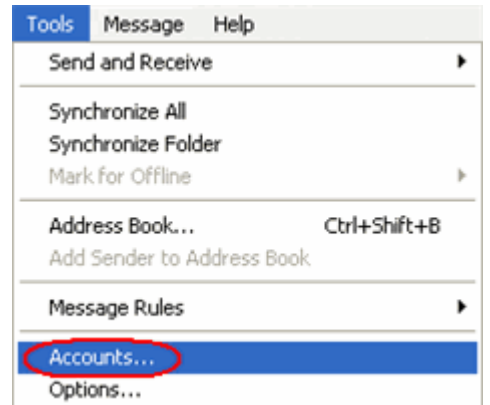 Tools Message Help
Send and Receive
Synchronize All
Synchronize Folder
Mark for Offline
Address Book... Ctrl+Shift+B
Add Sender to Address Book
Message Rules
Accounts...
Options...